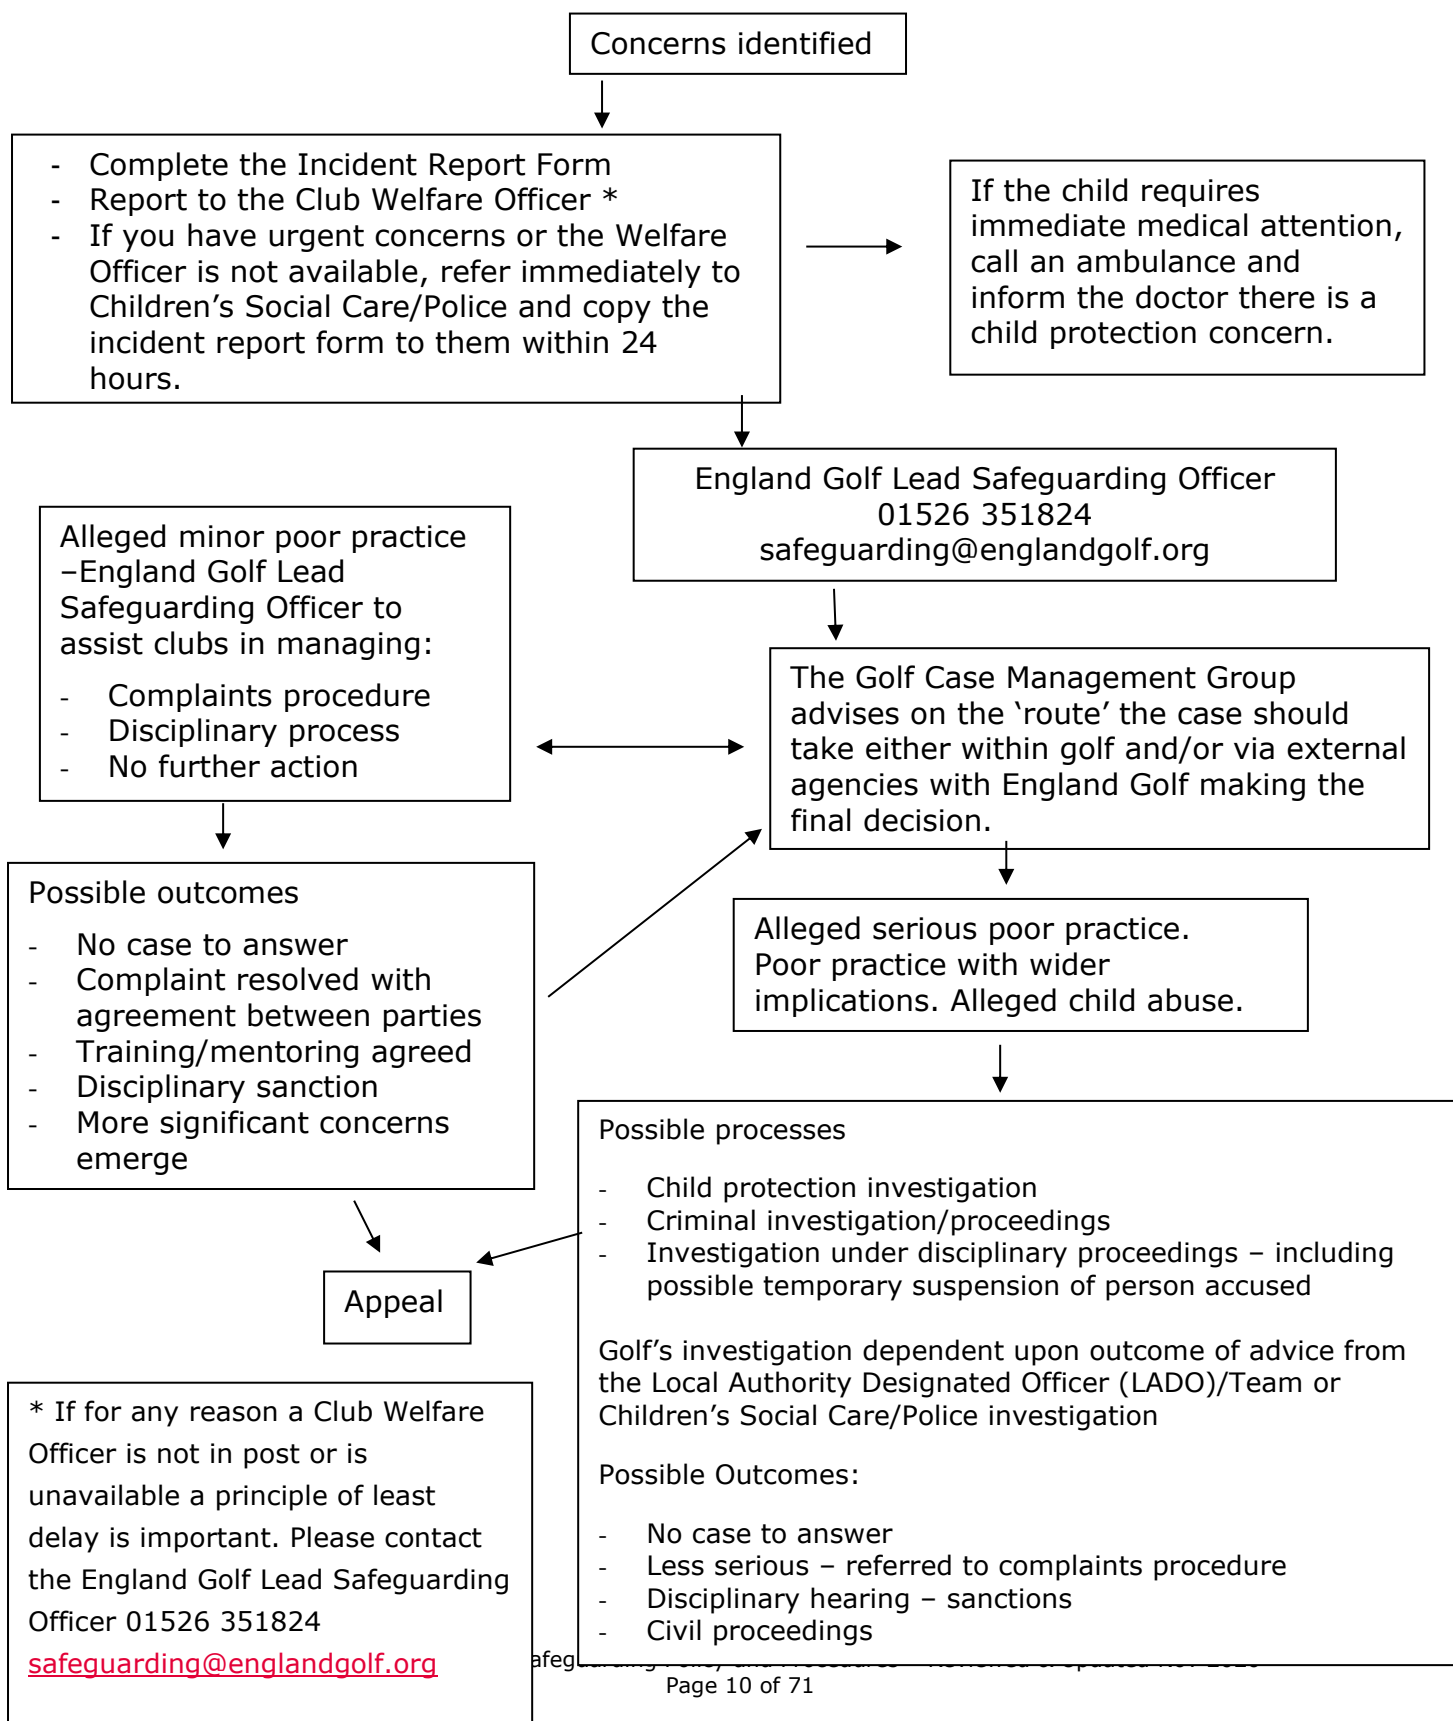 Concerns identified
- Complete the Incident Report Form
- Report to the Club Welfare Officer *
- If you have urgent concerns or the Welfare
Officer is not available, refer immediately to
Children’s Social Care/Police and copy the
incident report form to them within 24
hours.
If the child requires
immediate medical attention,
call an ambulance and
inform the doctor there is a
child protection concern.
England Golf Lead Safeguarding Officer
01526 351824
safeguarding@englandgolf.org
Alleged minor poor practice
–England Golf Lead
Safeguarding Officer to
assist clubs in managing:
- Complaints procedure
- Disciplinary process
- No further action
The Golf Case Management Group
advises on the ‘route’ the case should
take either within golf and/or via external
agencies with England Golf making the
final decision.
Possible outcomes
- No case to answer
- Complaint resolved with
agreement between parties
- Training/mentoring agreed
- Disciplinary sanction
- More significant concerns
emerge
Alleged serious poor practice.
Poor practice with wider
implications. Alleged child abuse.
Possible processes
- Child protection investigation
- Criminal investigation/proceedings
- Investigation under disciplinary proceedings – including
possible temporary suspension of person accused
Golf’s investigation dependent upon outcome of advice from
the Local Authority Designated Officer (LADO)/Team or
Children’s Social Care/Police investigation
Possible Outcomes:
- No case to answer
- Less serious – referred to complaints procedure
- Disciplinary hearing – sanctions
- Civil proceedings
Appeal
* If for any reason a Club Welfare
Officer is not in post or is
unavailable a principle of least
delay is important. Please contact
the England Golf Lead Safeguarding
Officer 01526 351824
safeguarding@englandgolf.org
Page 10 of 71